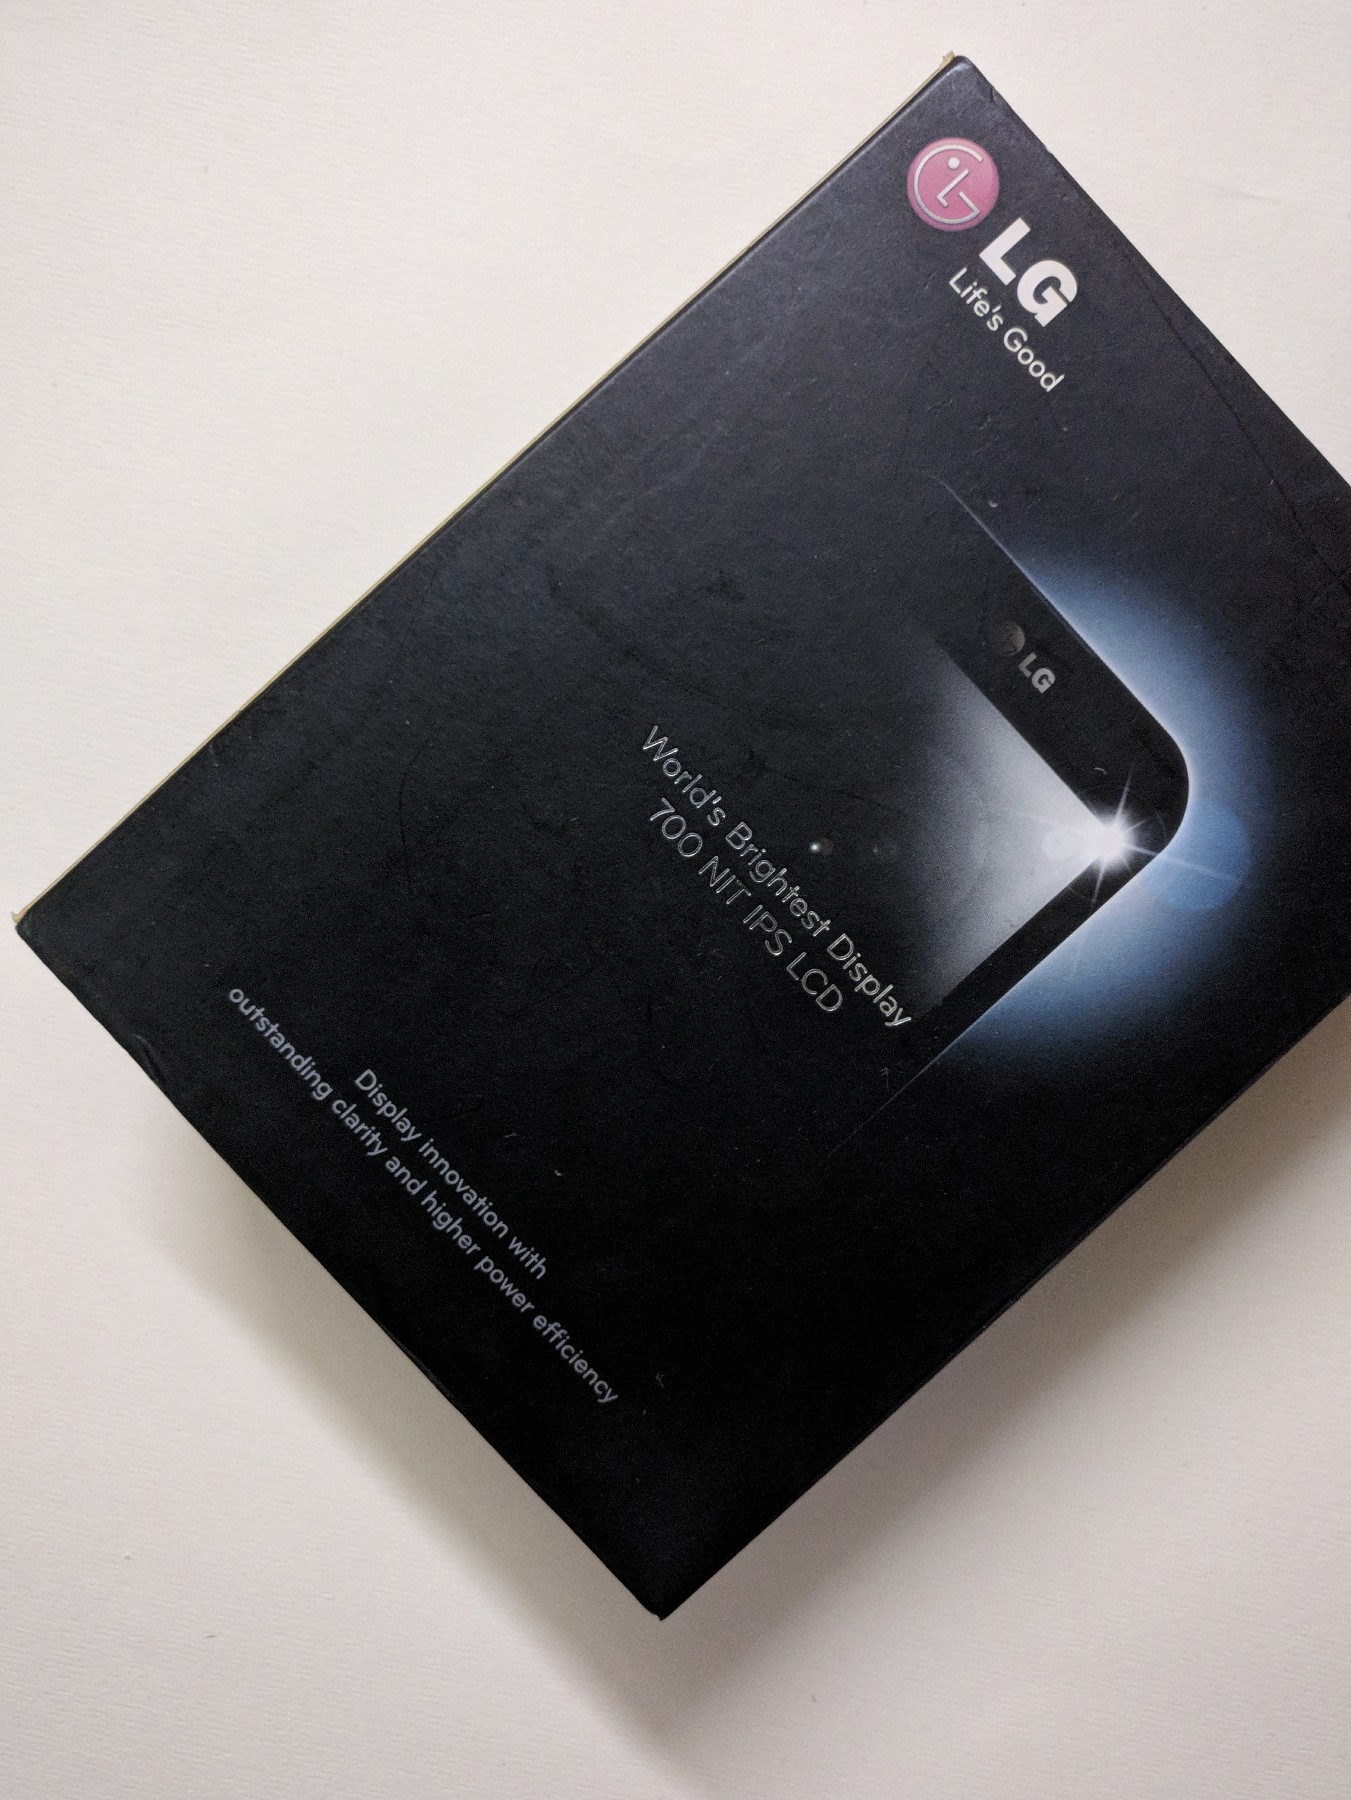 LG
Life's Good
LG
World's Brightest Display
700 NIT IPS LCD
Display innovation with
outstanding clarity and higher power efficiency